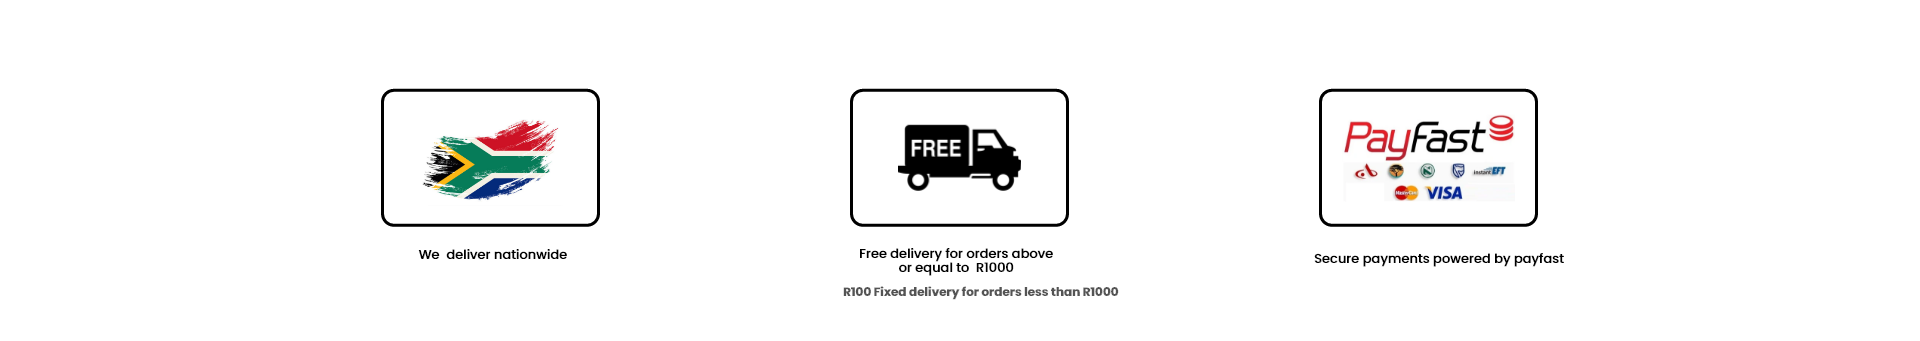 FREE
PayFast
Instant EFT
MasterCard VISA
We deliver nationwide
Free delivery for orders above
or equal to R1000
R100 Fixed delivery for orders less than R1000
Secure payments powered by payfast